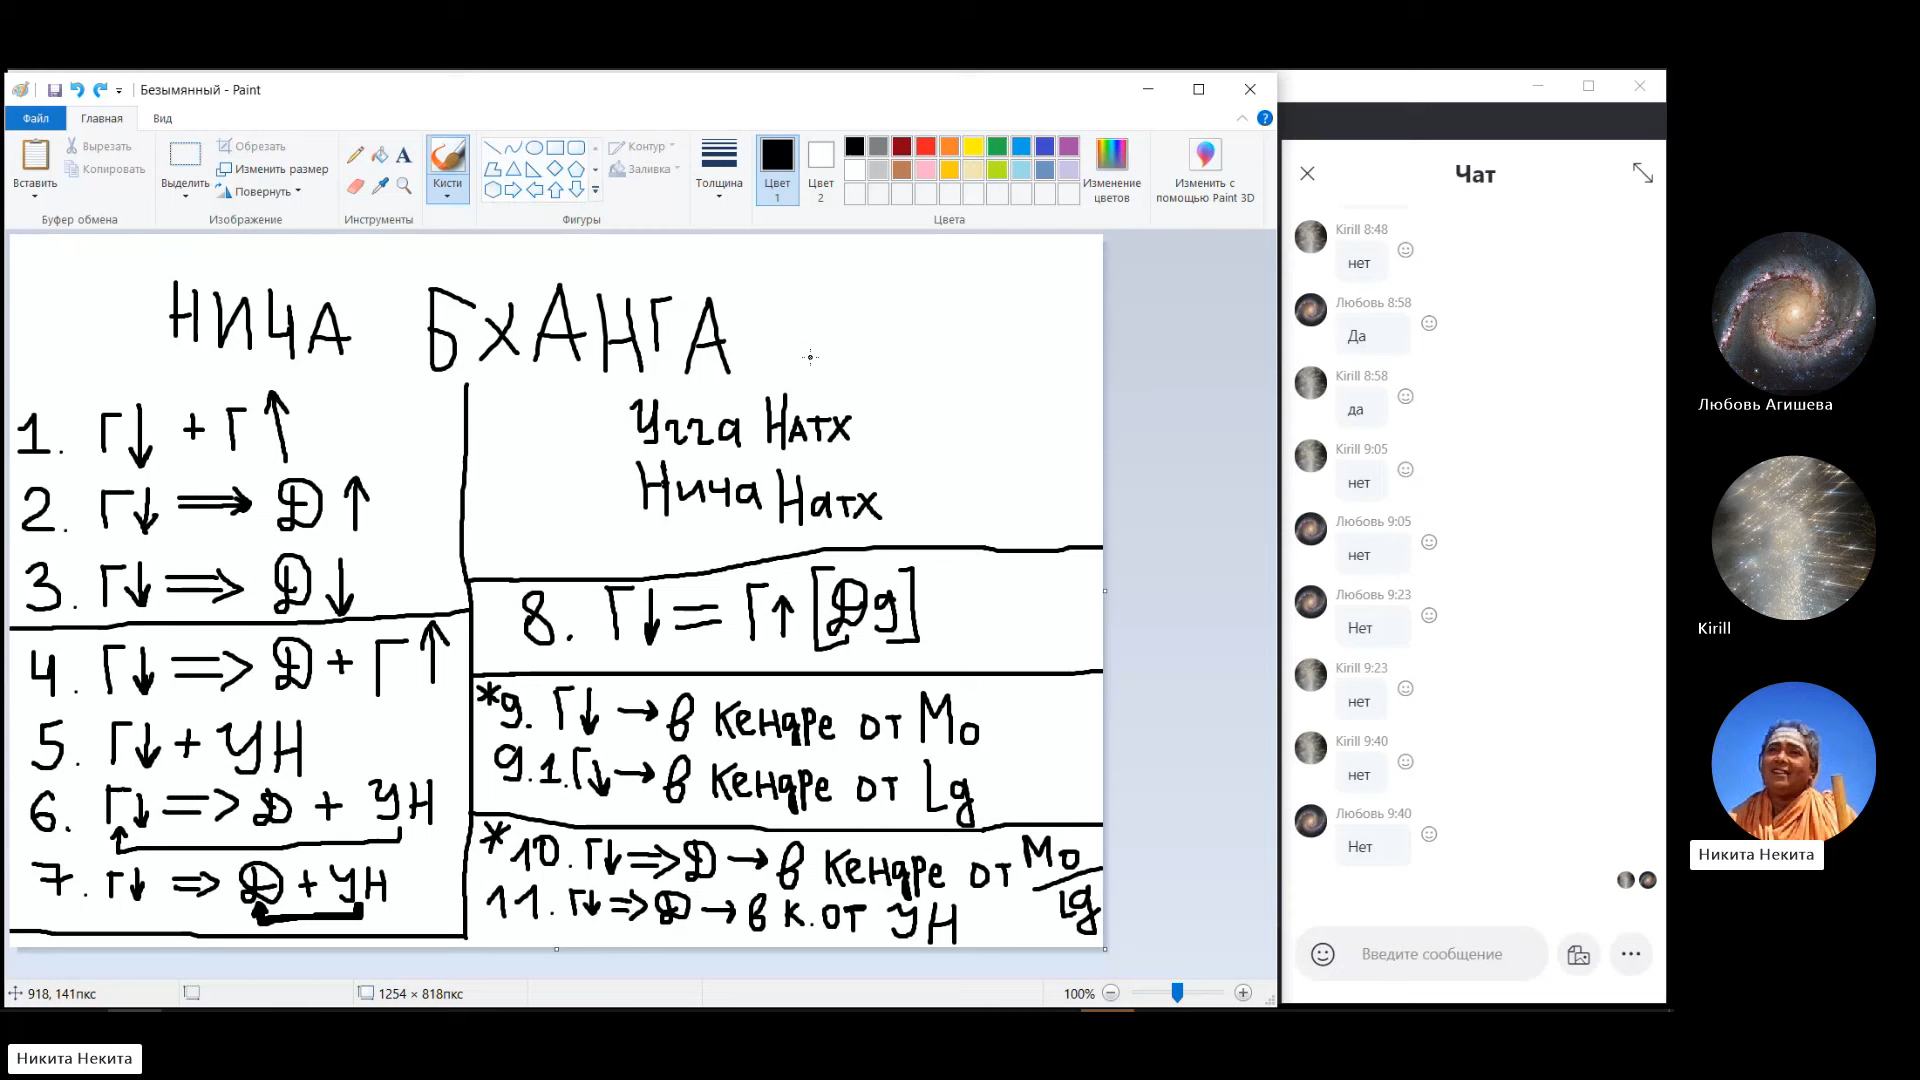 Безымянный - Paint
Файл
Главная
Вид
Вставить
Вырезать
Копировать
Буфер обмена
Выделить
Обрезать
Изменить размер
Повернуть
Изображение
Инструменты
Кисти
Контур
Заливка
Фигуры
Толщина
Цвет 1
Цвет 2
Изменение цветов
Изменить с помощью Paint 3D
Цвета
НИЧА БХАНГА
1. Г↓ + Г↑
2. Г↓ ⇒ Д↑
3. Г↓ ⇒ Д↓
4. Г↓ => Д + Г↑
5. Г↓ + УН
6. Г↓ => Д + УН
7. Г↓ => Д + УН
Угга Натх
Нича Натх
8. Г↓ = Г↑ [Дg]
*9. Г↓ → в Кендре от Мо
9.1. Г↓ → в Кендре от Lg
*10. Г↓ => Д → в Кендре от Мо/Lg
11. Г↓ => Д → в к. от УН
918, 141пкс
1254 × 818пкс
100%
Чат
Kirill 8:48
нет
Любовь 8:58
Да
Kirill 8:58
да
Kirill 9:05
нет
Любовь 9:05
нет
Любовь 9:23
Нет
Kirill 9:23
нет
Kirill 9:40
нет
Любовь 9:40
Нет
Введите сообщение
Любовь Агишева
Kirill
Никита Некита
Никита Некита